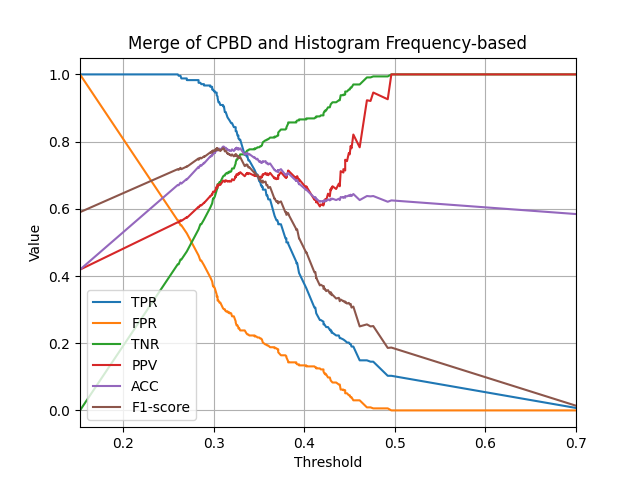 Merge of CPBD and Histogram Frequency-based
Value
1.0
0.8
0.6
0.4
0.2
0.0
TPR
FPR
TNR
PPV
ACC
F1-score
0.2 0.3 0.4 0.5 0.6 0.7
Threshold